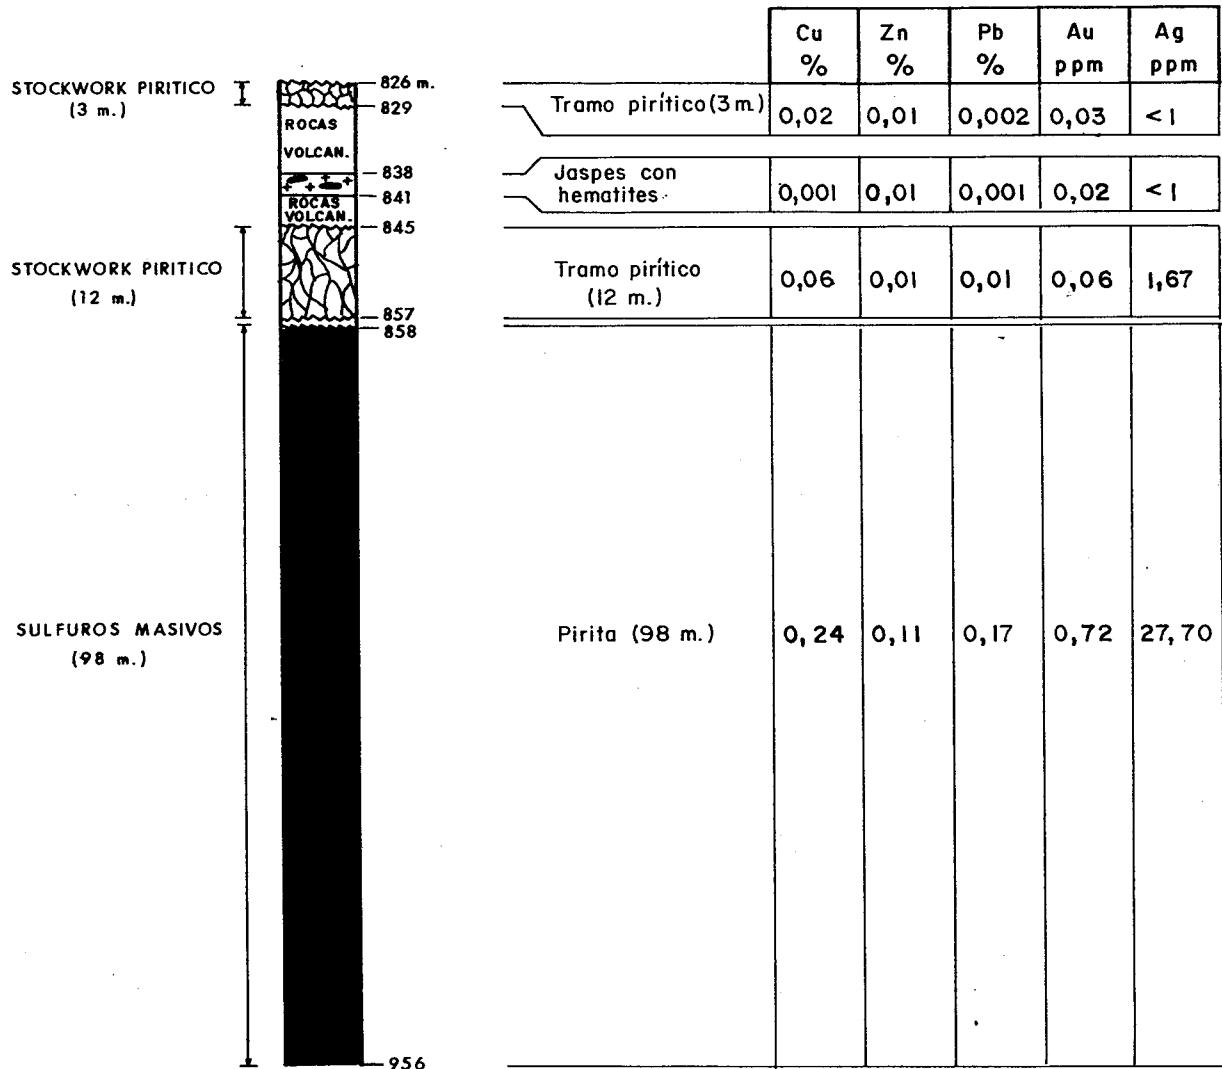 Cu Zn Pb Au Ag
% % % ppm ppm
STOCKWORK PIRITICO
(3 m.)
826 m.
829
ROCAS
VOLCAN.
838
841
ROCAS
VOLCAN.
845
STOCKWORK PIRITICO
(12 m.)
857
858
SULFUROS MASIVOS
(98 m.)
956
Tramo pirítico (3 m.) 0,02 0,01 0,002 0,03 <1
Jaspes con
hematites 0,001 0,01 0,001 0,02 <1
Tramo pirítico
(12 m.) 0,06 0,01 0,01 0,06 1,67
Pirita (98 m.) 0,24 0,11 0,17 0,72 27,70